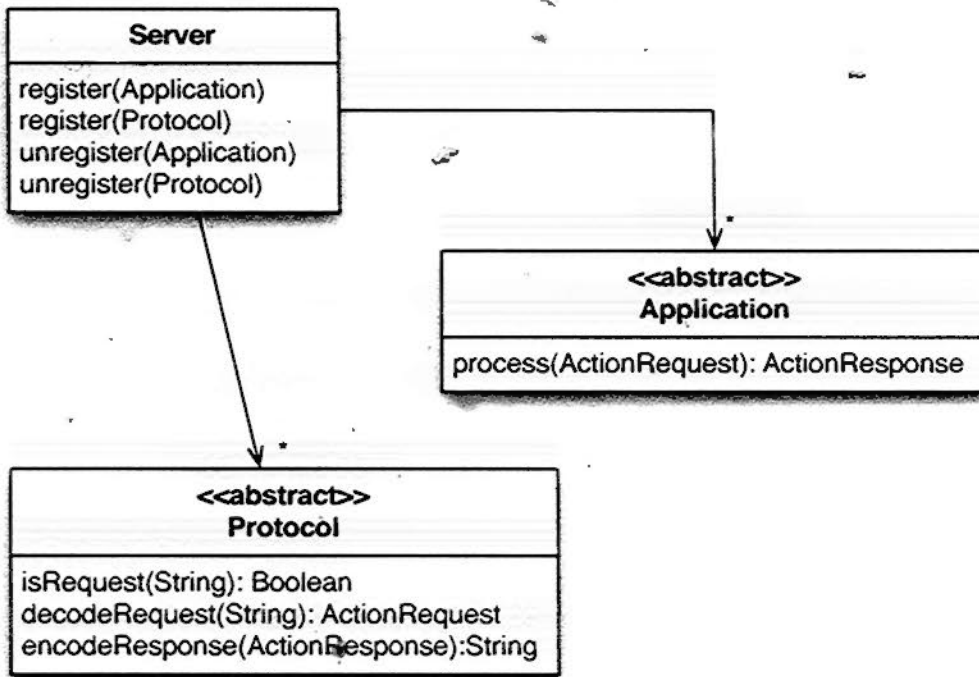 Server
register(Application)
register(Protocol)
unregister(Application)
unregister(Protocol)
*
<<abstract>>
Application
process(ActionRequest): ActionResponse
*
<<abstract>>
Protocol
isRequest(String): Boolean
decodeRequest(String): ActionRequest
encodeResponse(ActionResponse):String